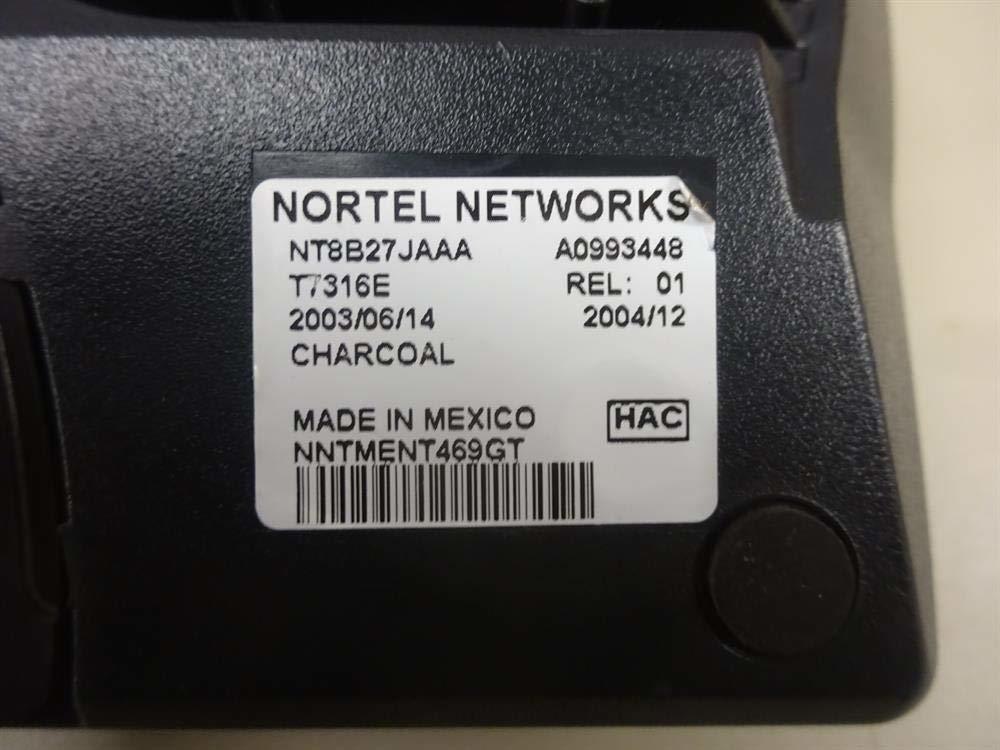 NORTEL NETWORKS
NT8B27JAAA A0993448
T7316E REL: 01
2003/06/14 2004/12
CHARCOAL
MADE IN MEXICO HAC
NNTMENT469GT